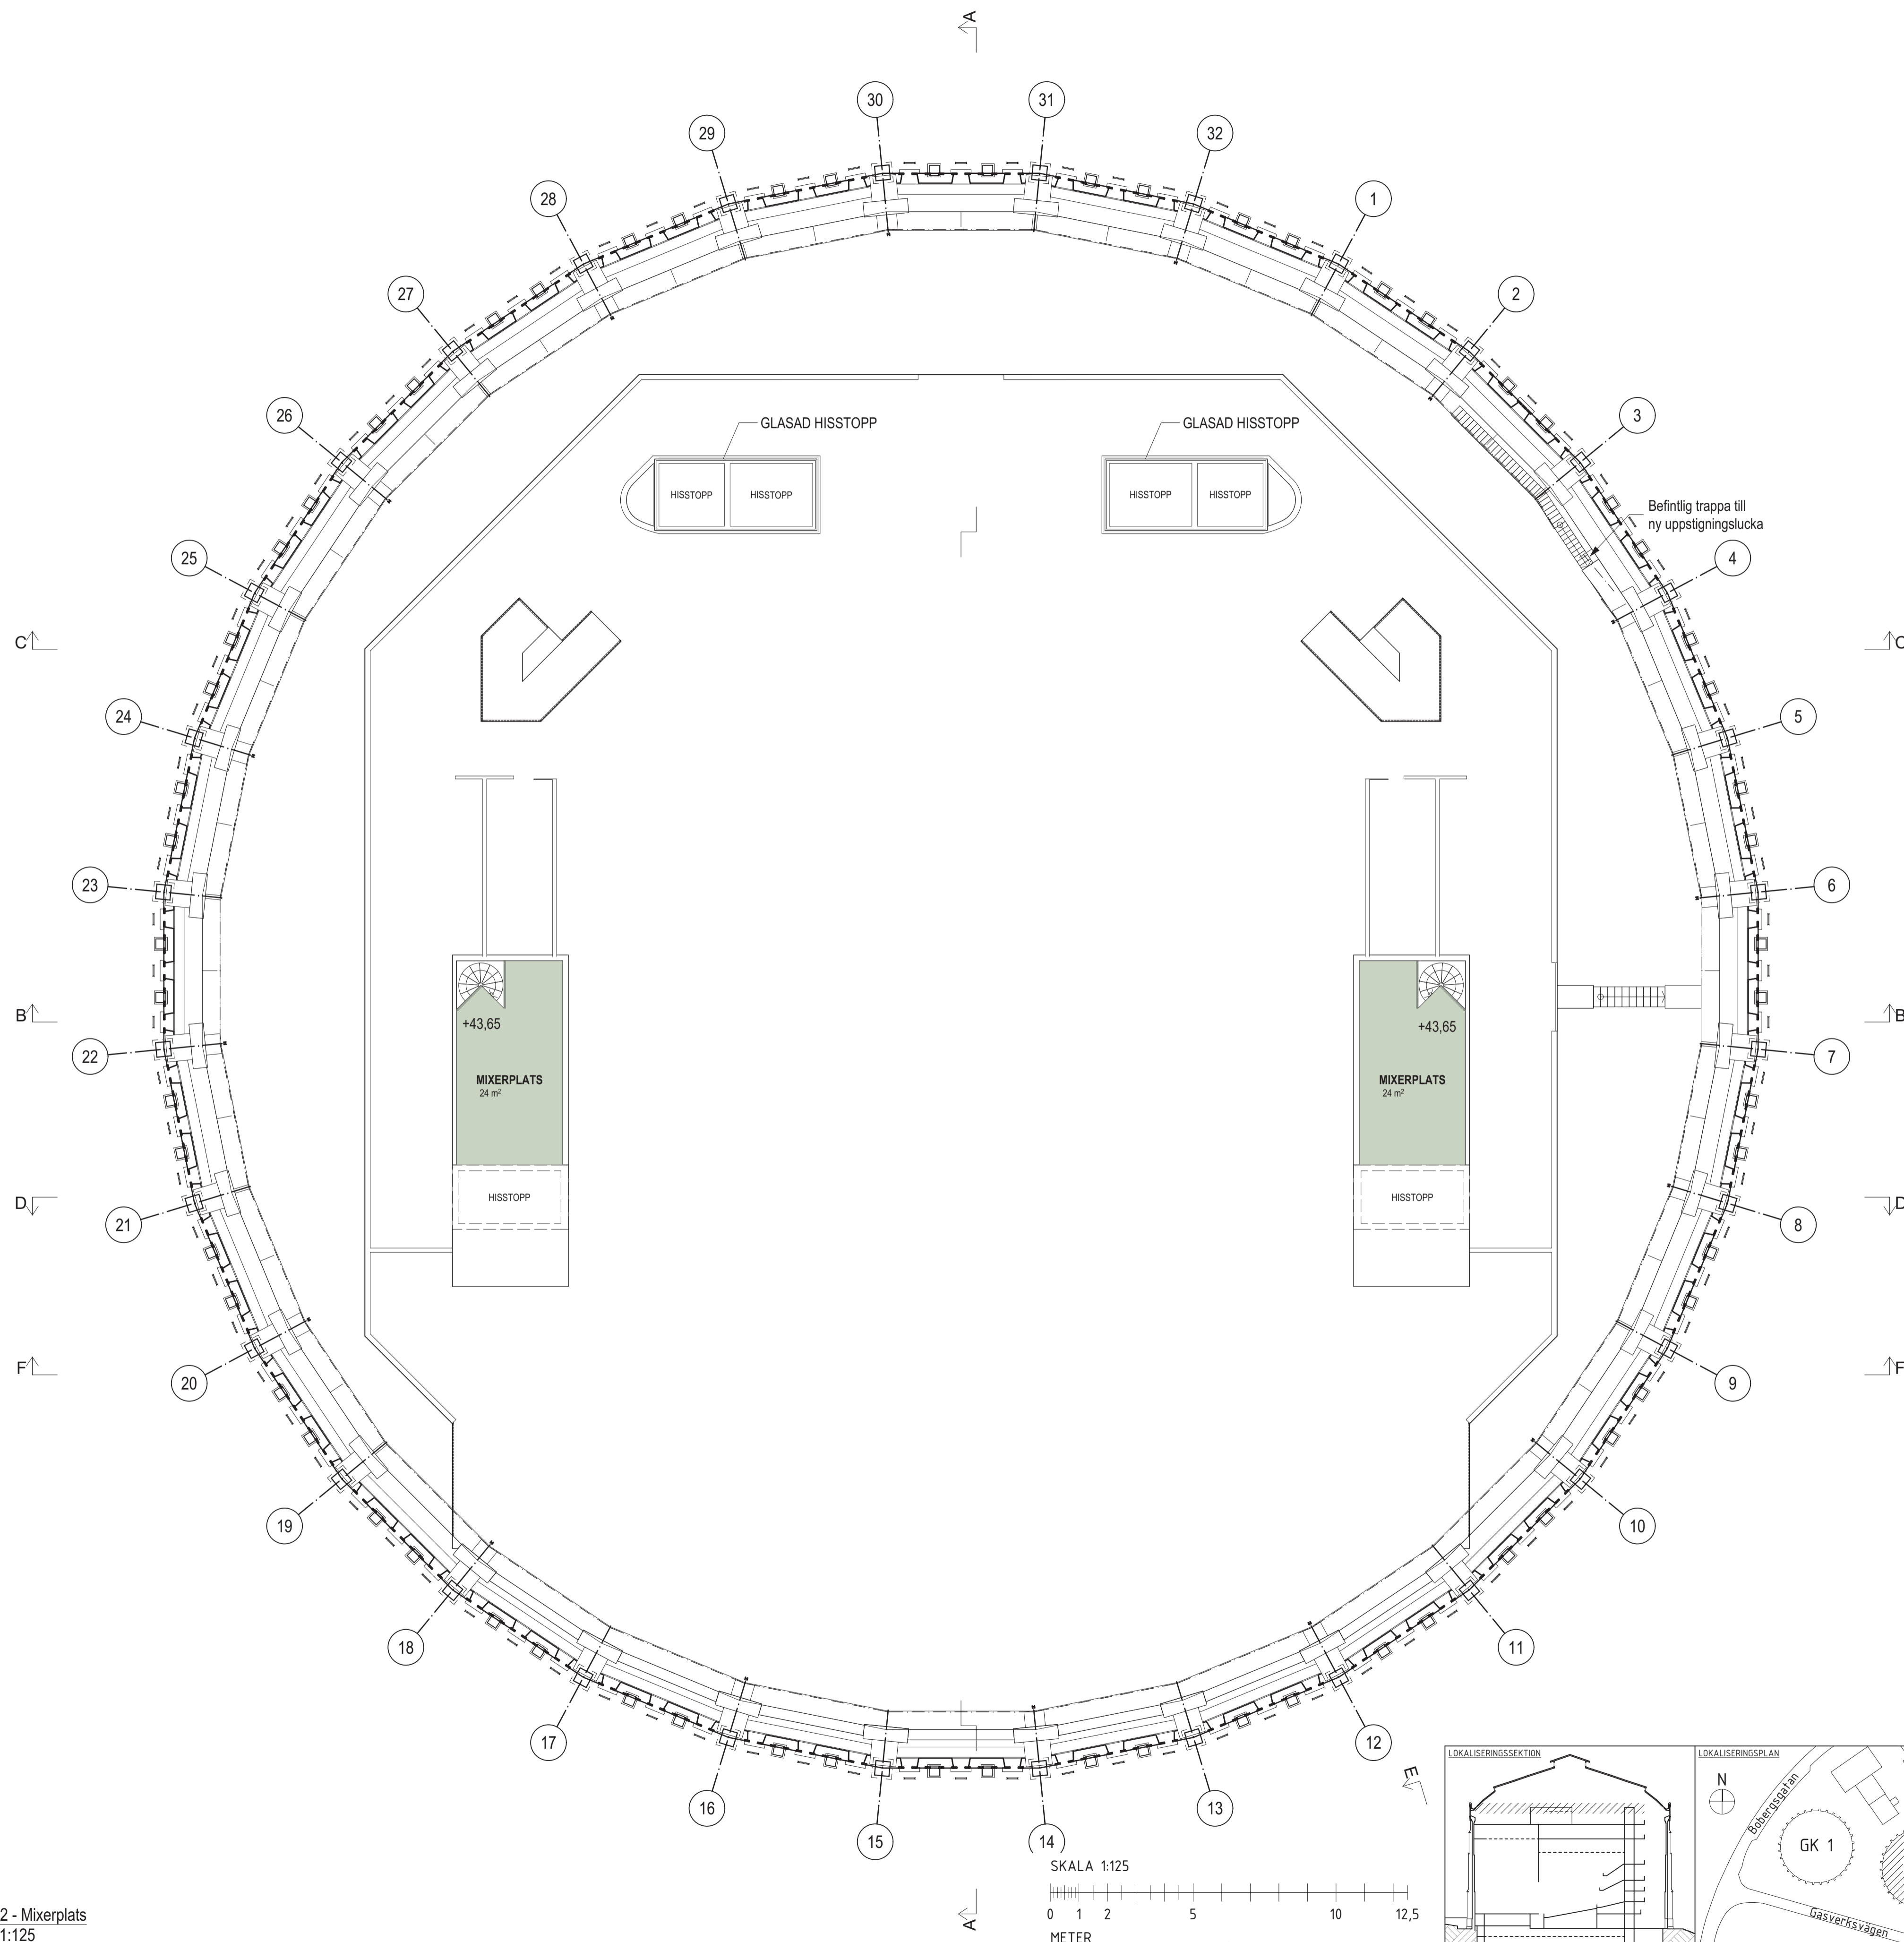 A
30
31
29
32
28
1
27
2
26
3
GLASAD HISSTOPP
GLASAD HISSTOPP
HISSTOPP
HISSTOPP
HISSTOPP
HISSTOPP
Befintlig trappa till
ny uppstigningslucka
25
4
C
C
24
5
23
6
+43,65
+43,65
B
B
22
7
MIXERPLATS
24 m²
MIXERPLATS
24 m²
HISSTOPP
HISSTOPP
D
D
21
8
F
F
20
9
19
10
18
11
17
12
16
13
15
14
E
A
SKALA 1:125
0 1 2 5 10 12,5
METER
LOKALISERINGSSEKTION
LOKALISERINGSPLAN
N
Bobergsgatan
GK 1
Gasverksvägen
2 - Mixerplats
1:125